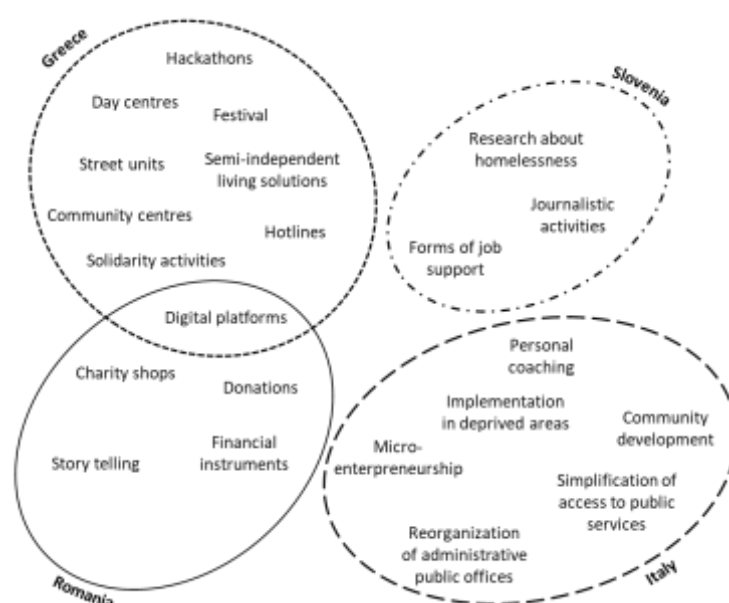 Greece
Hackathons
Day centres
Festival
Street units
Semi-independent
living solutions
Community centres
Hotlines
Solidarity activities
Digital platforms
Charity shops
Donations
Story telling
Financial
instruments
Romania
Slovenia
Research about
homelessness
Journalistic
activities
Forms of job
support
Personal
coaching
Implementation
in deprived areas
Community
development
Micro-
enterpreneurship
Simplification of
access to public
services
Reorganization
of administrative
public offices
Italy